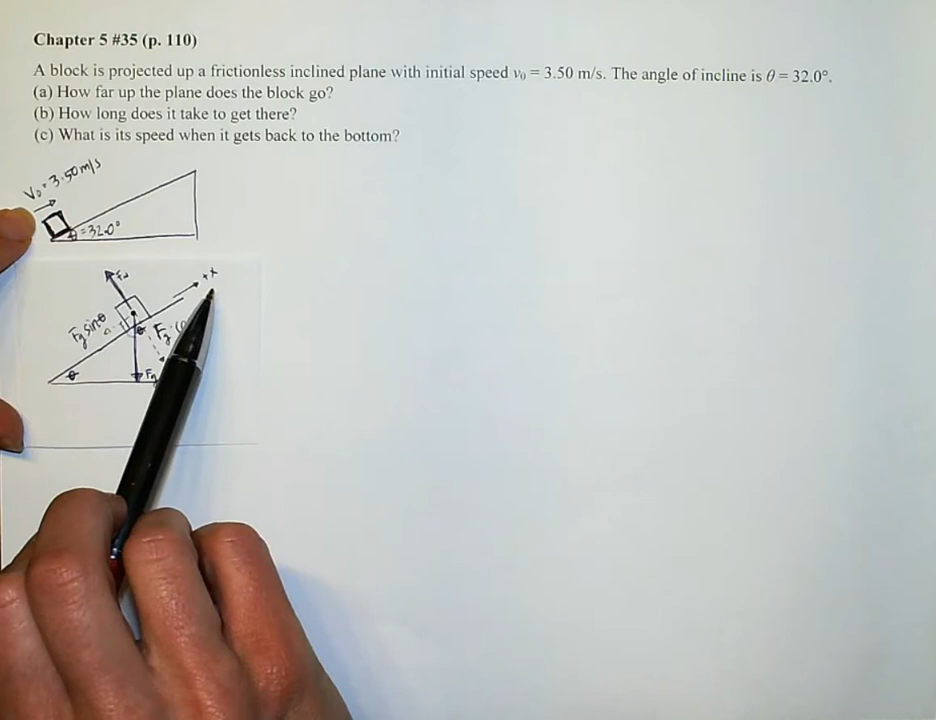 Chapter 5 #35 (p. 110)
A block is projected up a frictionless inclined plane with initial speed v₀ = 3.50 m/s. The angle of incline is θ = 32.0°.
(a) How far up the plane does the block go?
(b) How long does it take to get there?
(c) What is its speed when it gets back to the bottom?
V₀ = 3.50 m/s
θ = 32.0°
+x
Fg sinθ
θ
Fg
θ
Fg